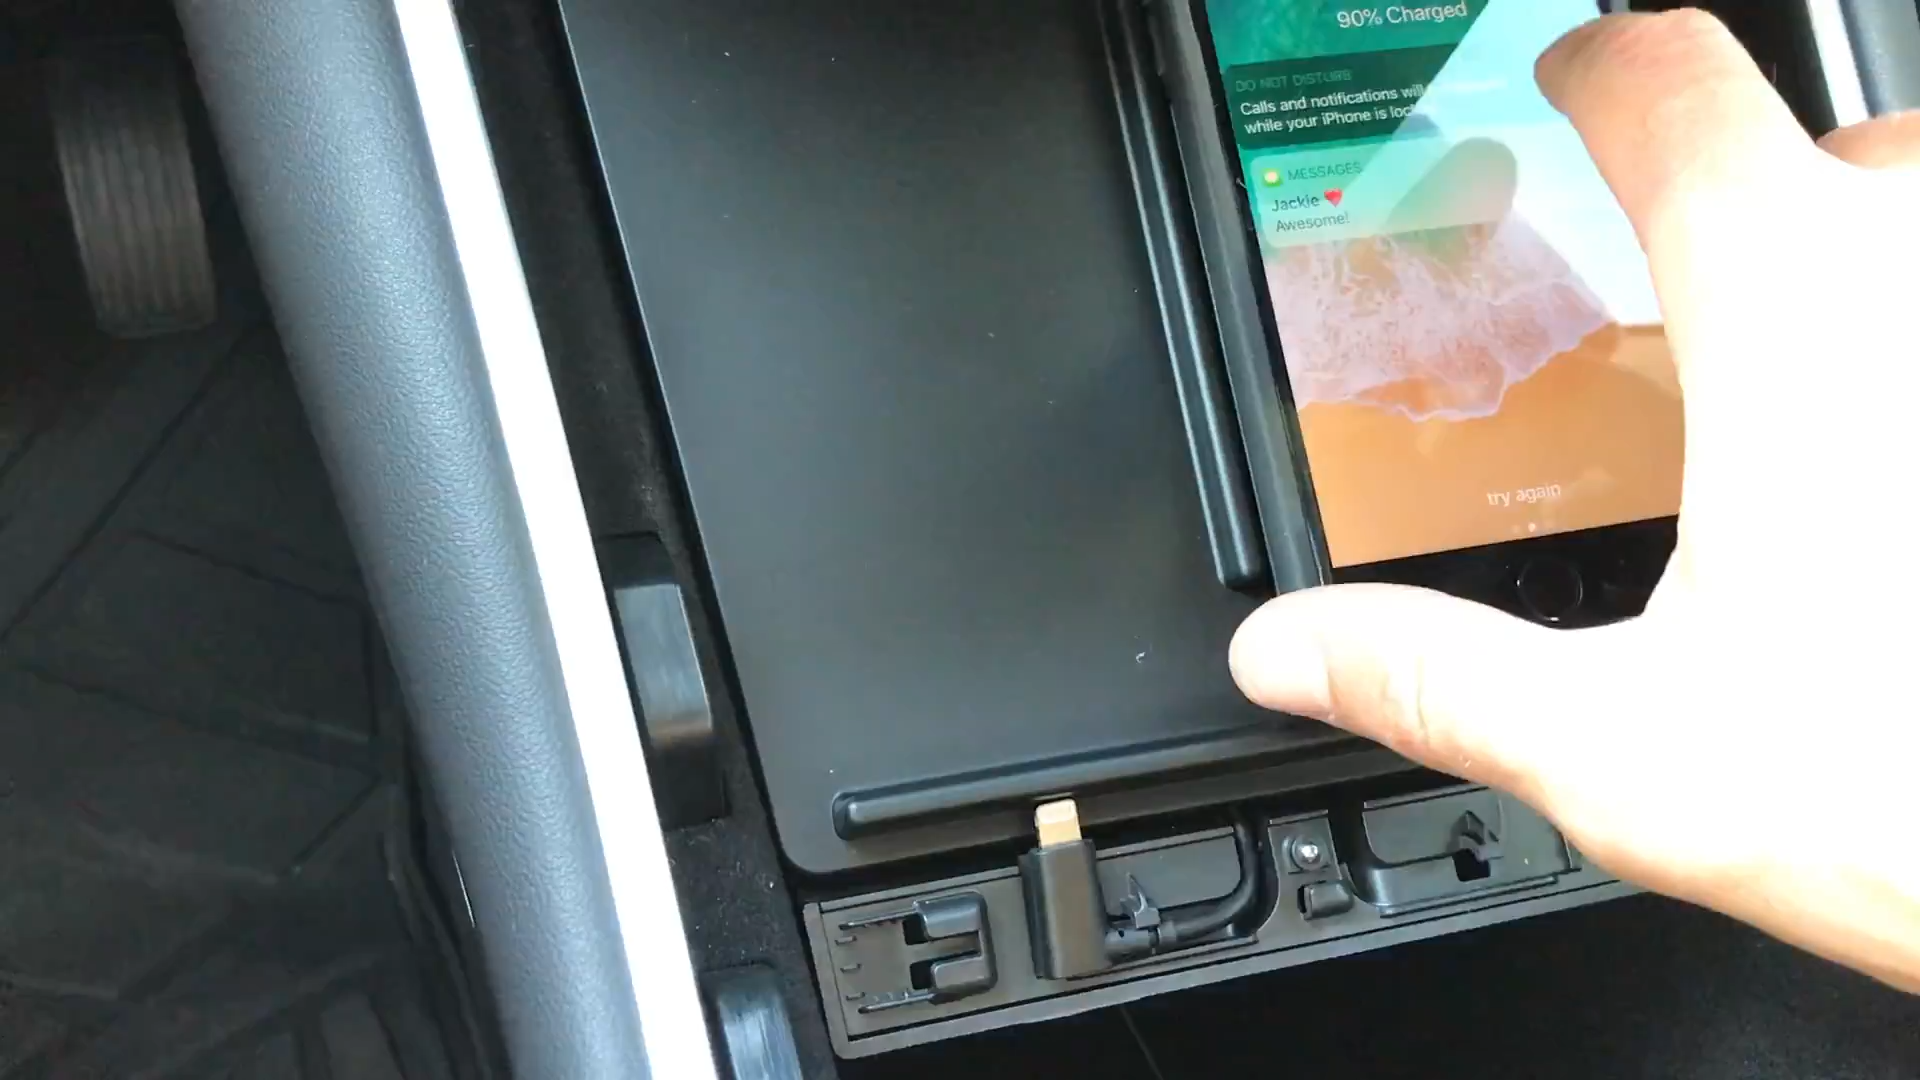 90% Charged
DO NOT DISTURB
Calls and notifications will
while your iPhone is loc
MESSAGES
Jackie ❤️
Awesome!
try again